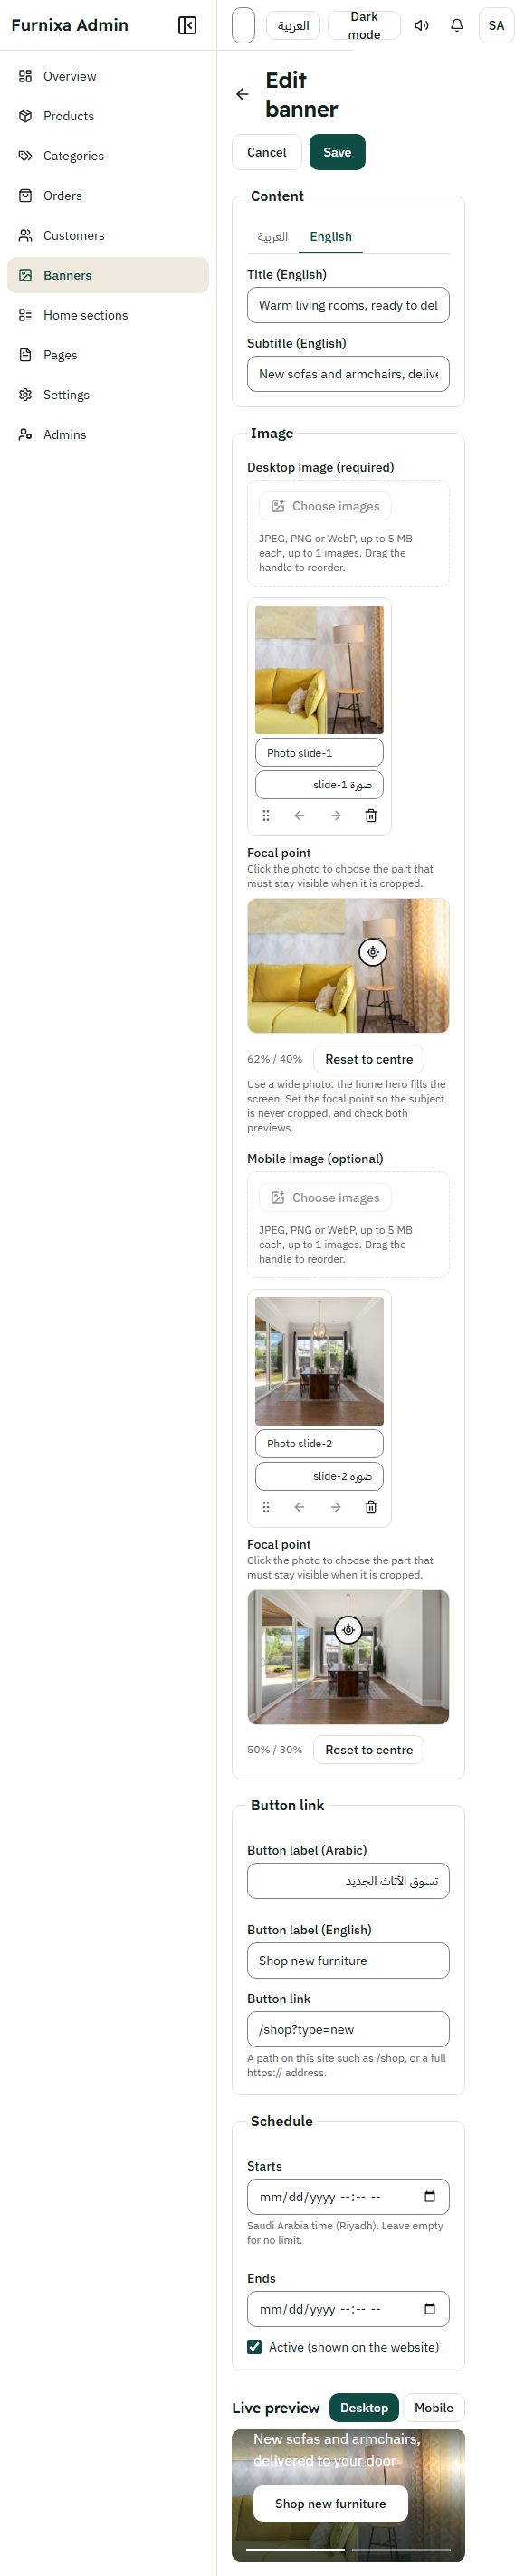 Furnixa Admin
العربية
Dark
mode
SA
Overview
Products
Categories
Orders
Customers
Banners
Home sections
Pages
Settings
Admins
Edit
banner
Cancel
Save
Content
العربية
English
Title (English)
Warm living rooms, ready to del
Subtitle (English)
New sofas and armchairs, delive
Image
Desktop image (required)
Choose images
JPEG, PNG or WebP, up to 5 MB
each, up to 1 images. Drag the
handle to reorder.
Photo slide-1
صورة slide-1
Focal point
Click the photo to choose the part that
must stay visible when it is cropped.
62% / 40%
Reset to centre
Use a wide photo: the home hero fills the
screen. Set the focal point so the subject
is never cropped, and check both
previews.
Mobile image (optional)
Choose images
JPEG, PNG or WebP, up to 5 MB
each, up to 1 images. Drag the
handle to reorder.
Photo slide-2
صورة slide-2
Focal point
Click the photo to choose the part that
must stay visible when it is cropped.
50% / 30%
Reset to centre
Button link
Button label (Arabic)
تسوق الأثاث الجديد
Button label (English)
Shop new furniture
Button link
/shop?type=new
A path on this site such as /shop, or a full
https:// address.
Schedule
Starts
mm/dd/yyyy --:-- --
Saudi Arabia time (Riyadh). Leave empty
for no limit.
Ends
mm/dd/yyyy --:-- --
Active (shown on the website)
Live preview
Desktop
Mobile
New sofas and armchairs,
delivered to your door
Shop new furniture